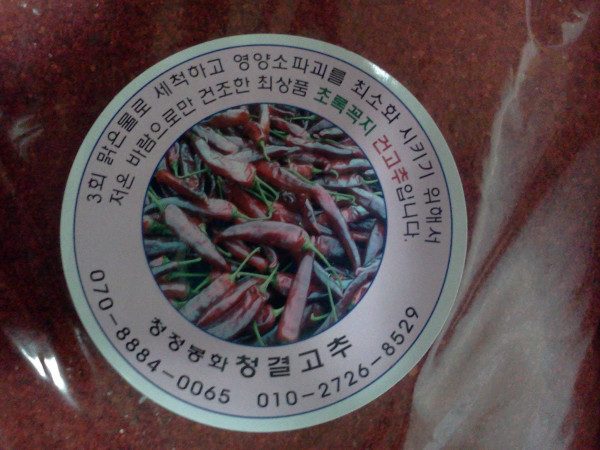 3회 맑은물로 세척하고 영양소파괴를 최소화 시키기 위해서
저온 바람으로만 건조한 최상품 초록꼭지 건고추입니다.
청정봉화 청결고추
070-8884-0065 010-2726-8529